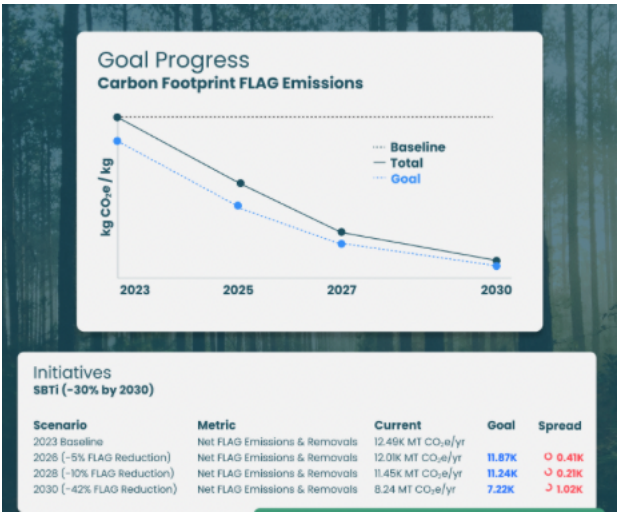 Goal Progress
Carbon Footprint FLAG Emissions
Baseline
Total
Goal
kg CO₂e / kg
2023 2025 2027 2030
Initiatives
SBTi (-30% by 2030)
Scenario Metric Current Goal Spread
2023 Baseline Net FLAG Emissions & Removals 12.49K MT CO₂e/yr
2026 (-5% FLAG Reduction) Net FLAG Emissions & Removals 12.01K MT CO₂e/yr 11.87K 0.41K
2028 (-10% FLAG Reduction) Net FLAG Emissions & Removals 11.45K MT CO₂e/yr 11.24K 0.21K
2030 (-42% FLAG Reduction) Net FLAG Emissions & Removals 8.24 MT CO₂e/yr 7.22K 1.02K